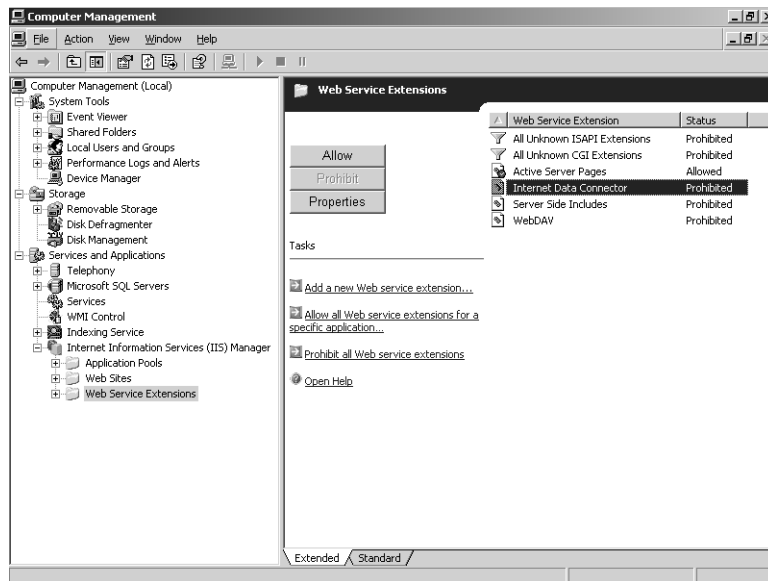 Computer Management
File Action View Window Help
Computer Management (Local)
System Tools
Event Viewer
Shared Folders
Local Users and Groups
Performance Logs and Alerts
Device Manager
Storage
Removable Storage
Disk Defragmenter
Disk Management
Services and Applications
Telephony
Microsoft SQL Servers
Services
WMI Control
Indexing Service
Internet Information Services (IIS) Manager
Application Pools
Web Sites
Web Service Extensions
Web Service Extensions
Allow
Prohibit
Properties
Tasks
Add a new Web service extension...
Allow all Web service extensions for a
specific application...
Prohibit all Web service extensions
Open Help
Web Service Extension Status
All Unknown ISAPI Extensions Prohibited
All Unknown CGI Extensions Prohibited
Active Server Pages Allowed
Internet Data Connector Prohibited
Server Side Includes Prohibited
WebDAV Prohibited
Extended Standard